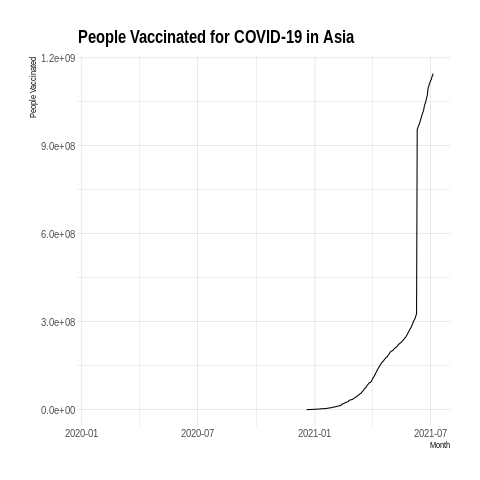 People Vaccinated for COVID-19 in Asia
People Vaccinated
1.2e+09
9.0e+08
6.0e+08
3.0e+08
0.0e+00
2020-01
2020-07
2021-01
2021-07
Month